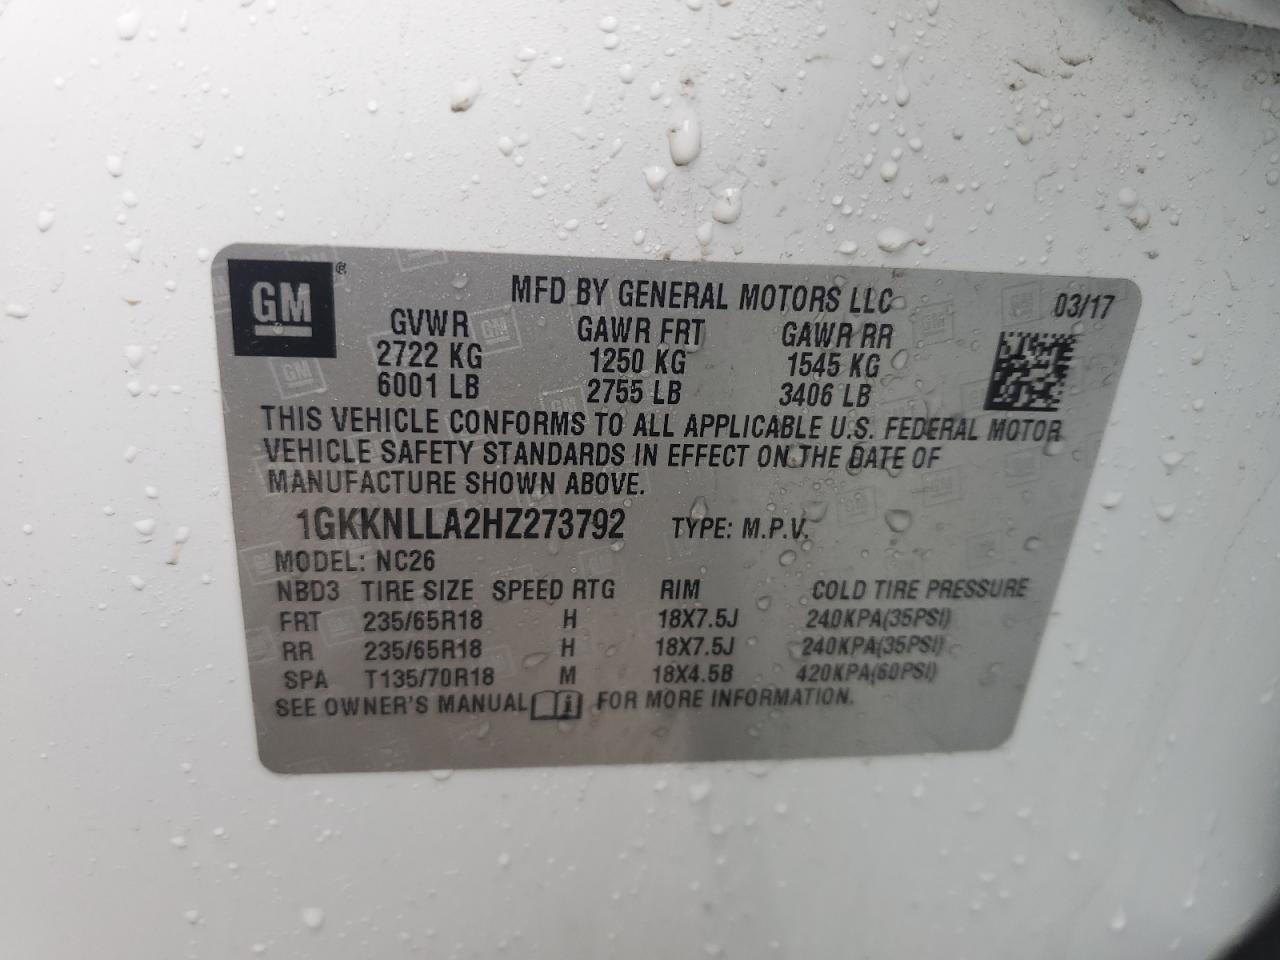 GM ®
MFD BY GENERAL MOTORS LLC 03/17
GVWR GAWR FRT GAWR RR
2722 KG 1250 KG 1545 KG
6001 LB 2755 LB 3406 LB
THIS VEHICLE CONFORMS TO ALL APPLICABLE U.S. FEDERAL MOTOR
VEHICLE SAFETY STANDARDS IN EFFECT ON THE DATE OF
MANUFACTURE SHOWN ABOVE.
1GKKNLLA2HZ273792 TYPE: M.P.V.
MODEL: NC26
NBD3 TIRE SIZE SPEED RTG RIM COLD TIRE PRESSURE
FRT 235/65R18 H 18X7.5J 240KPA(35PSI)
RR 235/65R18 H 18X7.5J 240KPA(35PSI)
SPA T135/70R18 M 18X4.5B 420KPA(60PSI)
SEE OWNER'S MANUAL i FOR MORE INFORMATION.